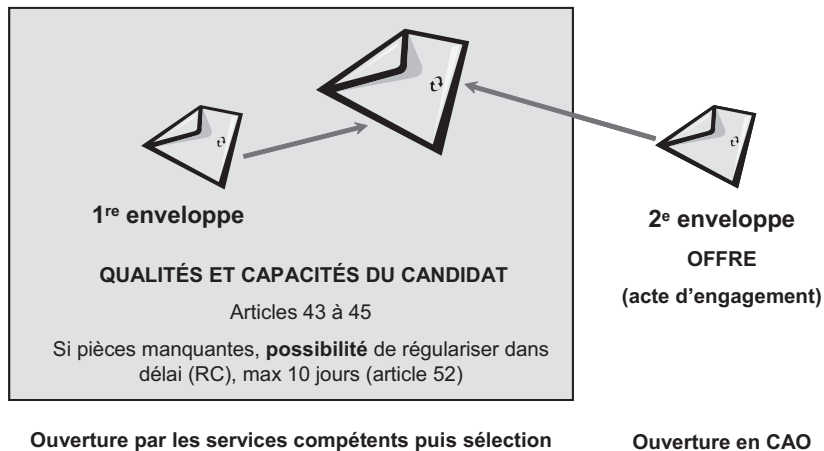 1re enveloppe
QUALITÉS ET CAPACITÉS DU CANDIDAT
Articles 43 à 45
Si pièces manquantes, possibilité de régulariser dans
délai (RC), max 10 jours (article 52)
2e enveloppe
OFFRE
(acte d’engagement)
Ouverture par les services compétents puis sélection
Ouverture en CAO